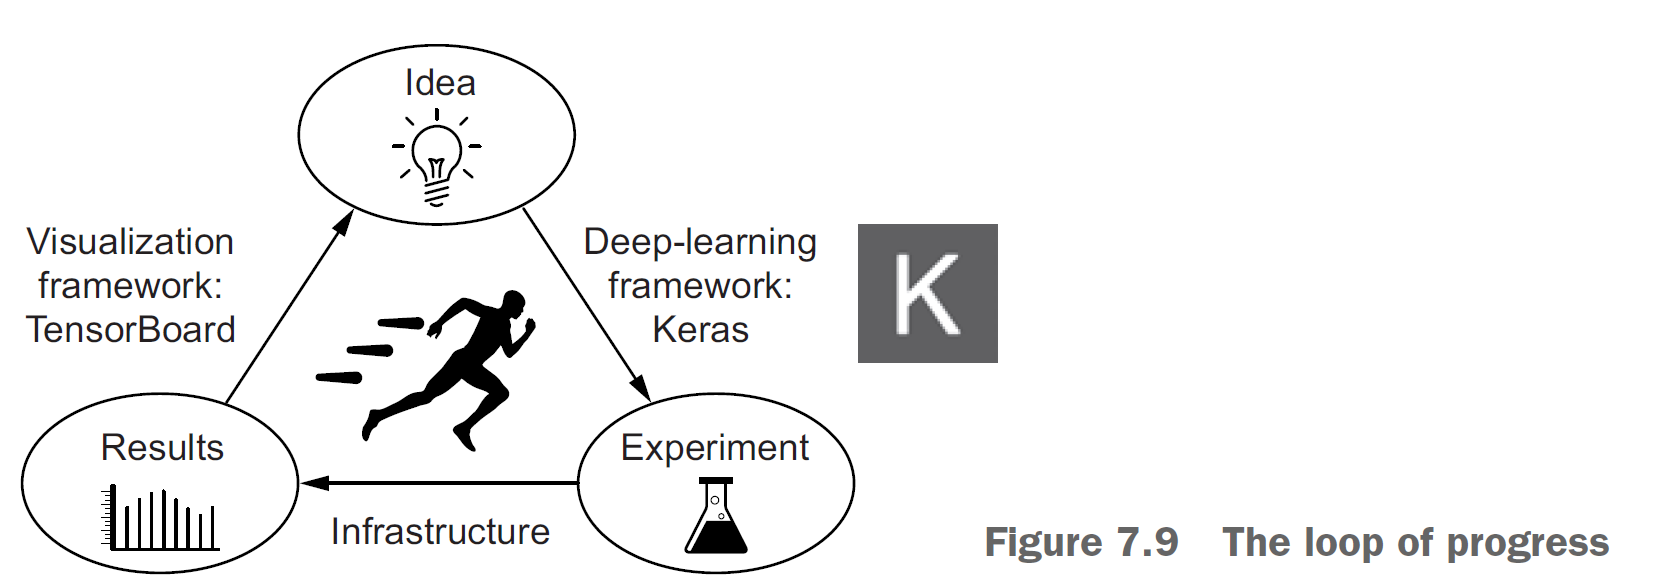 Idea
Visualization
framework:
TensorBoard
Deep-learning
framework:
Keras
K
Results
Experiment
Infrastructure
Figure 7.9 The loop of progress